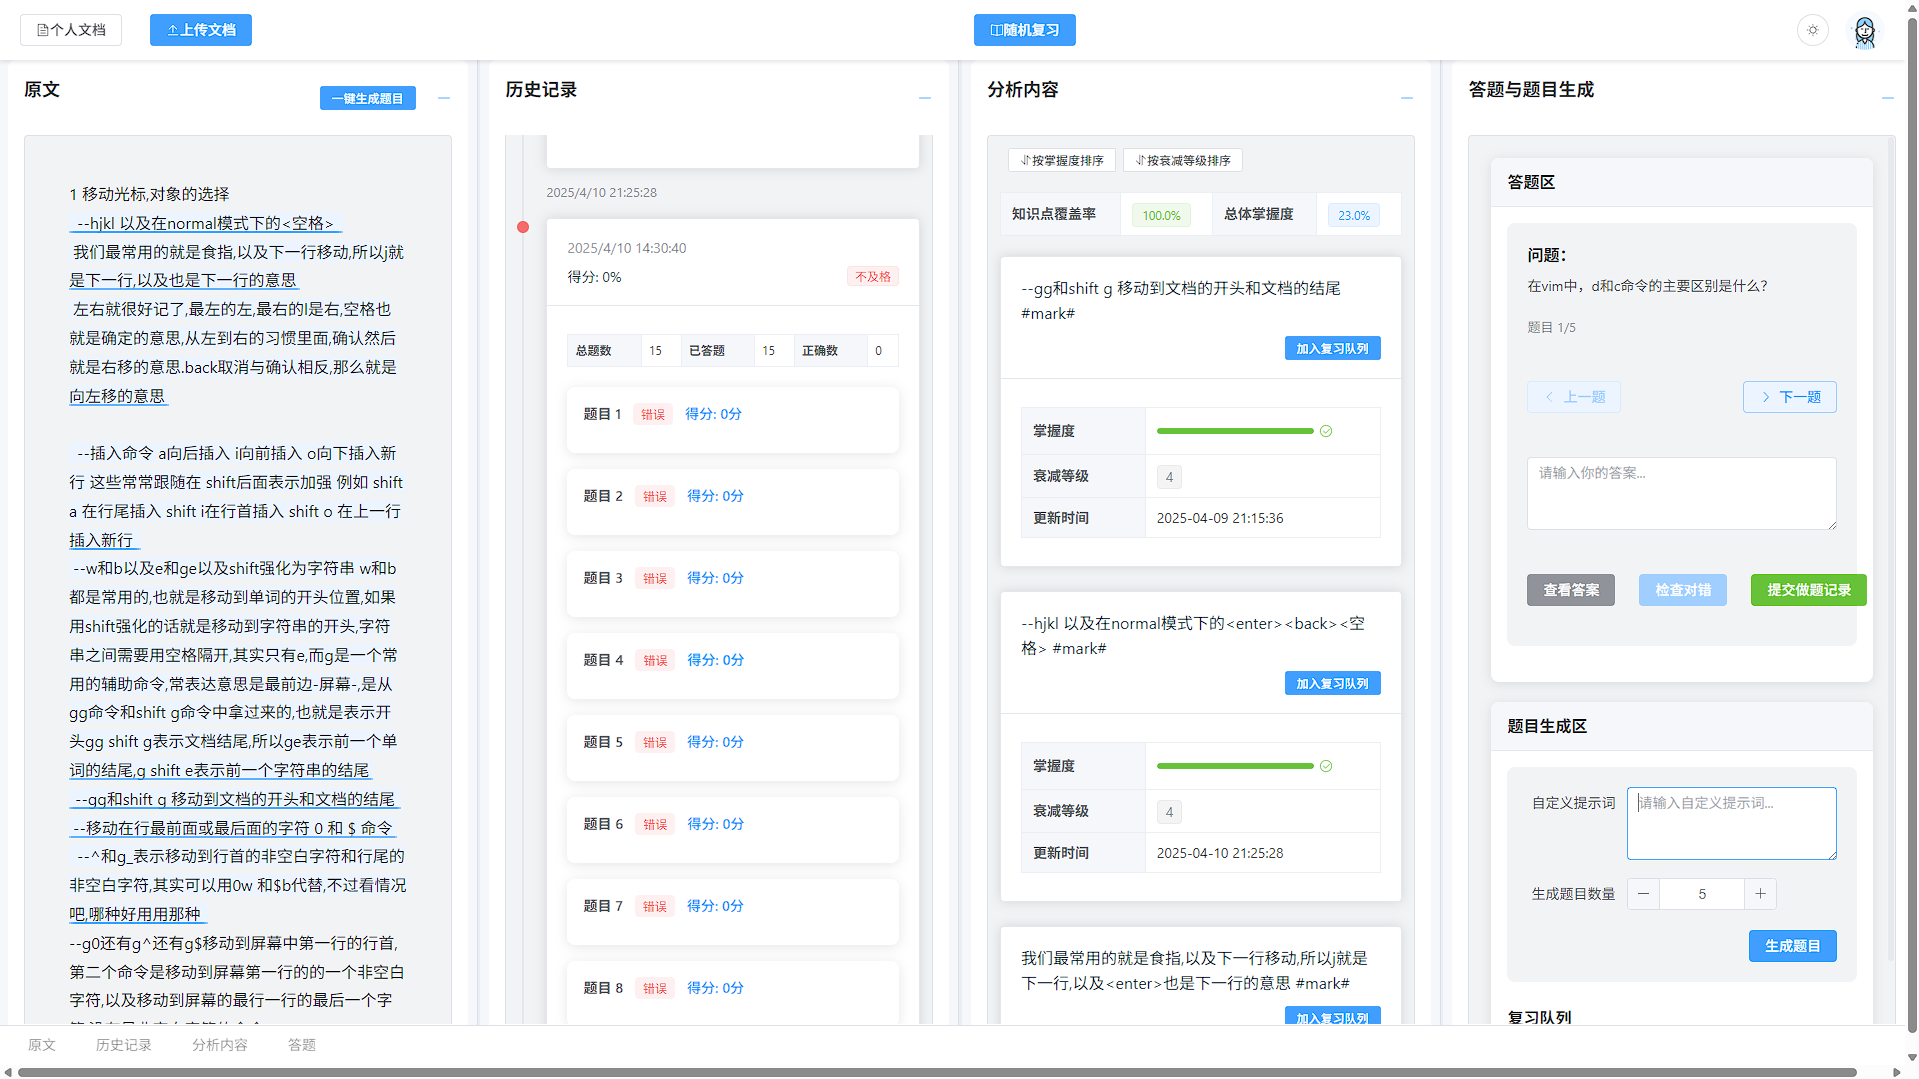 个人文档
上传文档
随机复习
原文
一键生成题目
1 移动光标,对象的选择
--hjkl 以及在normal模式下的<空格>
我们最常用的就是食指,以及下一行移动,所以j就
是下一行,以及也是下一行的意思
左右就很好记了,最左的左,最右的l是右,空格也
就是确定的意思,从左到右的习惯里面,确认然后
就是右移的意思.back取消与确认相反,那么就是
向左移的意思
--插入命令 a向后插入 i向前插入 o向下插入新
行 这些常常跟随在 shift后面表示加强 例如 shift
a 在行尾插入 shift i在行首插入 shift o 在上一行
插入新行
--w和b以及e和ge以及shift强化为字符串 w和b
都是常用的,也就是移动到单词的开头位置,如果
用shift强化的话就是移动到字符串的开头,字符
串之间需要用空格隔开,其实只有e,而g是一个常
用的辅助命令,常表达意思是最前边-屏幕-,是从
gg命令和shift g命令中拿过来的,也就是表示开
头gg shift g表示文档结尾,所以ge表示前一个单
词的结尾,g shift e表示前一个字符串的结尾
--gg和shift g 移动到文档的开头和文档的结尾
--移动在行最前面或最后面的字符 0 和 $ 命令
--^和g_表示移动到行首的非空白字符和行尾的
非空白字符,其实可以用0w 和$b代替,不过看情况
吧,哪种好用用那种
--g0还有g^还有g$移动到屏幕中第一行的行首,
第二个命令是移动到屏幕第一行的的一个非空白
字符,以及移动到屏幕的最行一行的最后一个字
历史记录
2025/4/10 21:25:28
2025/4/10 14:30:40
得分: 0%
不及格
总题数 15 已答题 15 正确数 0
题目 1 错误 得分: 0分
题目 2 错误 得分: 0分
题目 3 错误 得分: 0分
题目 4 错误 得分: 0分
题目 5 错误 得分: 0分
题目 6 错误 得分: 0分
题目 7 错误 得分: 0分
题目 8 错误 得分: 0分
分析内容
按掌握度排序 按衰减等级排序
知识点覆盖率 100.0% 总体掌握度 23.0%
--gg和shift g 移动到文档的开头和文档的结尾
#mark#
加入复习队列
掌握度
衰减等级 4
更新时间 2025-04-09 21:15:36
--hjkl 以及在normal模式下的<enter><back><空
格> #mark#
加入复习队列
掌握度
衰减等级 4
更新时间 2025-04-10 21:25:28
我们最常用的就是食指,以及下一行移动,所以j就是
下一行,以及<enter>也是下一行的意思 #mark#
加入复习队列
答题与题目生成
答题区
问题：
在vim中，d和c命令的主要区别是什么？
题目 1/5
上一题
下一题
请输入你的答案...
查看答案 检查对错 提交做题记录
题目生成区
自定义提示词 请输入自定义提示词...
生成题目数量 5
生成题目
复习队列
原文 历史记录 分析内容 答题